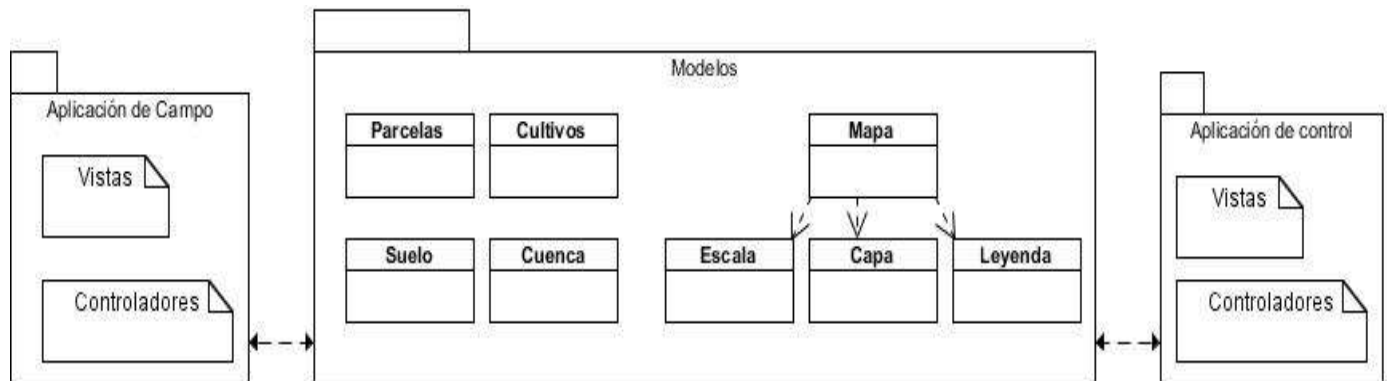 Aplicación de Campo
Vistas
Controladores
Modelos
Parcelas
Cultivos
Mapa
Suelo
Cuenca
Escala
Capa
Leyenda
Aplicación de control
Vistas
Controladores